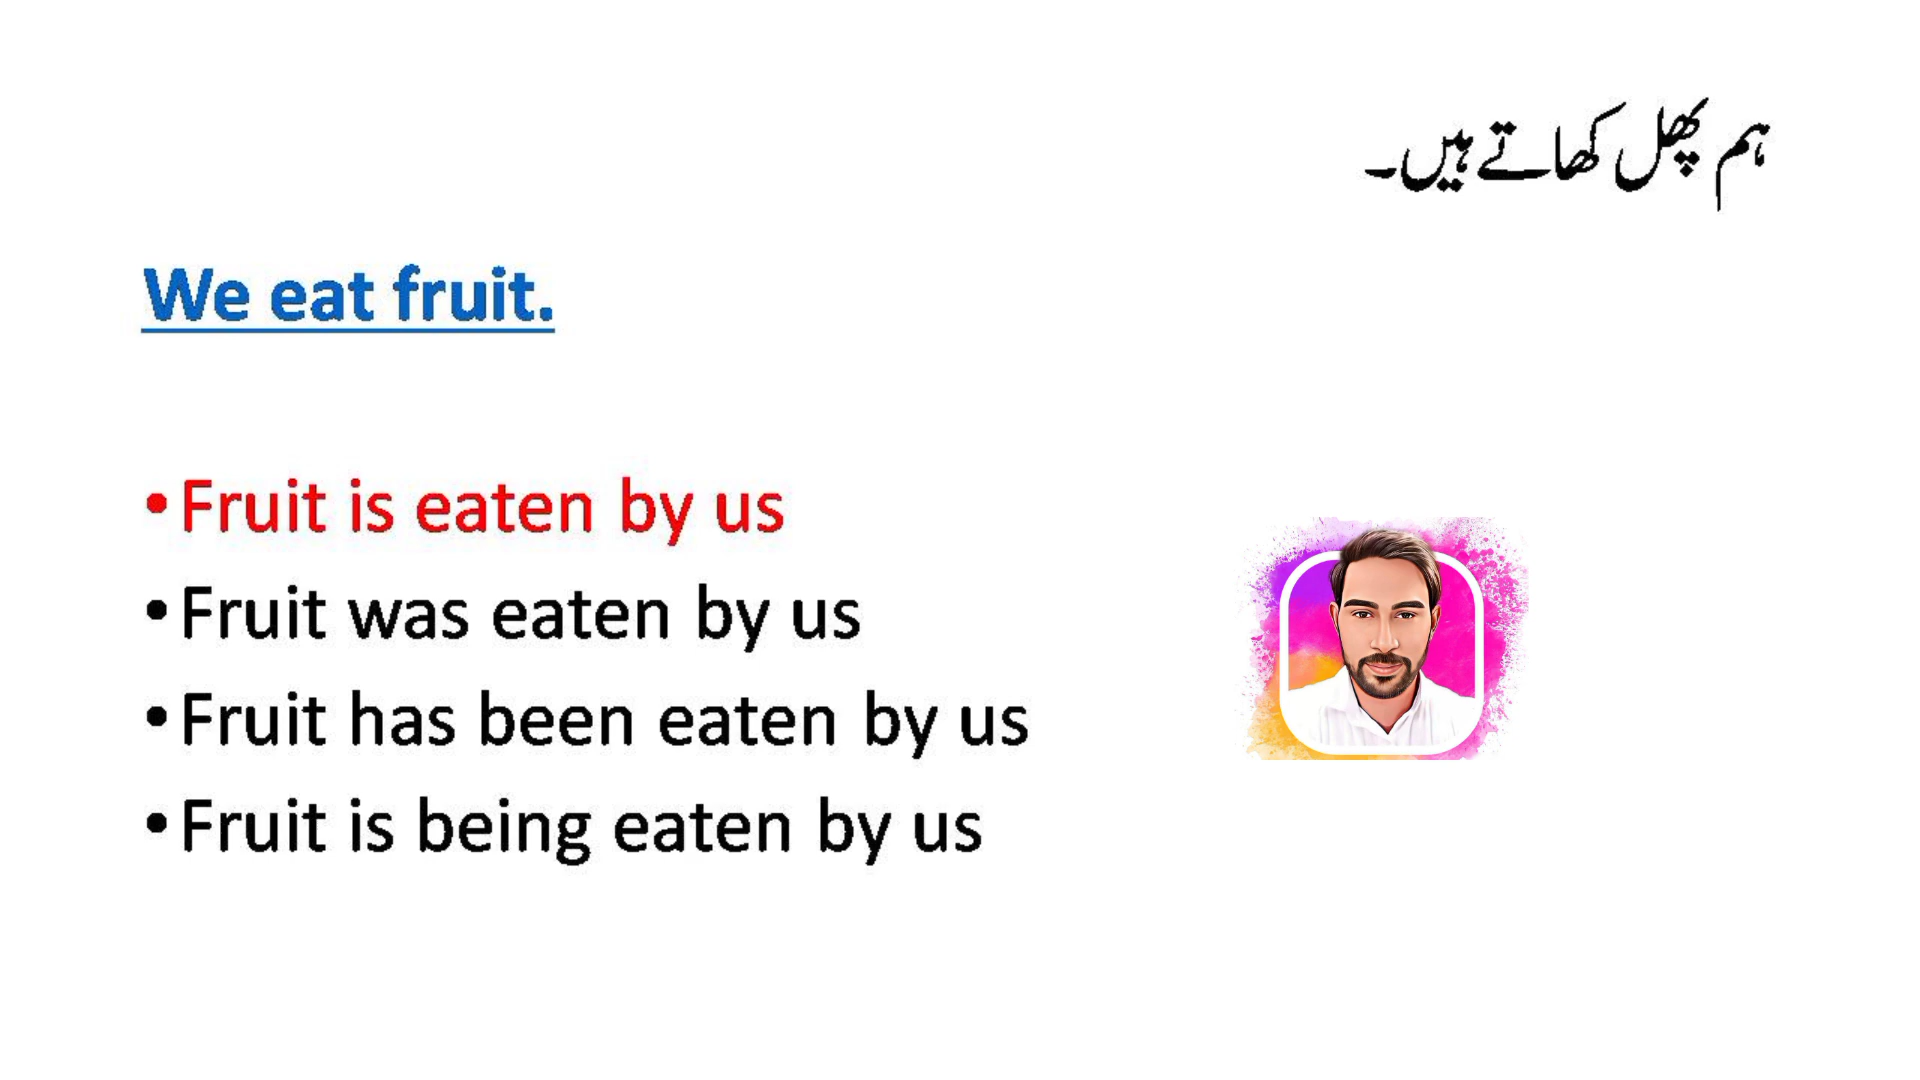 ہم پھل کھاتے ہیں۔
We eat fruit.
•Fruit is eaten by us
•Fruit was eaten by us
•Fruit has been eaten by us
•Fruit is being eaten by us